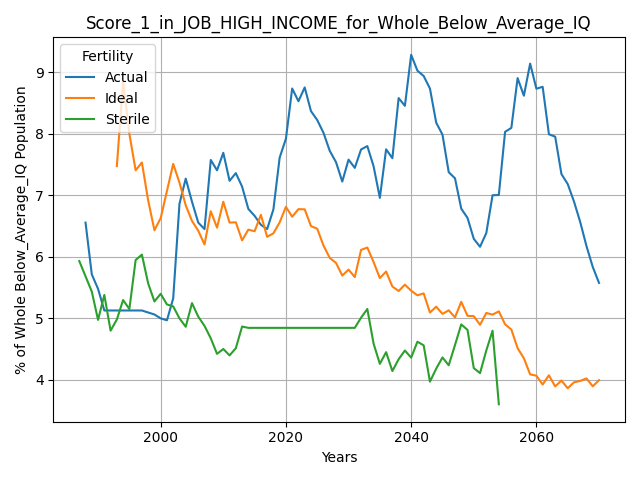 Score_1_in_JOB_HIGH_INCOME_for_Whole_Below_Average_IQ
% of Whole Below_Average_IQ Population
Fertility
Actual
Ideal
Sterile
9
8
7
6
5
4
2000 2020 2040 2060
Years